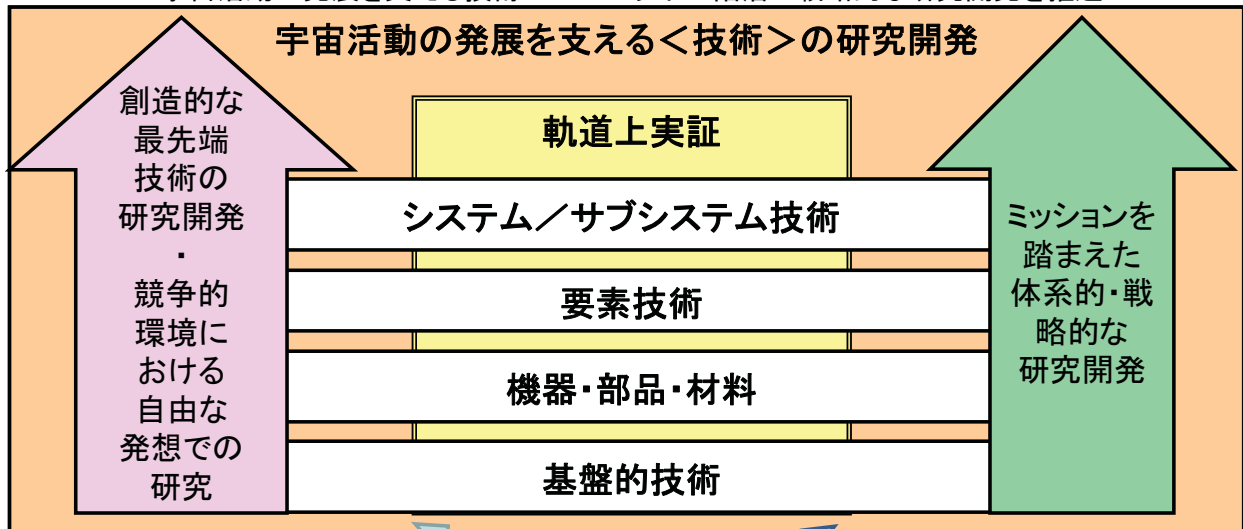 宇宙活動の発展を支える＜技術＞の研究開発
創造的な
最先端
技術の
研究開発
・
競争的
環境に
おける
自由な
発想での
研究
軌道上実証
システム／サブシステム技術
要素技術
機器・部品・材料
基盤的技術
ミッションを
踏まえた
体系的・戦
略的な
研究開発